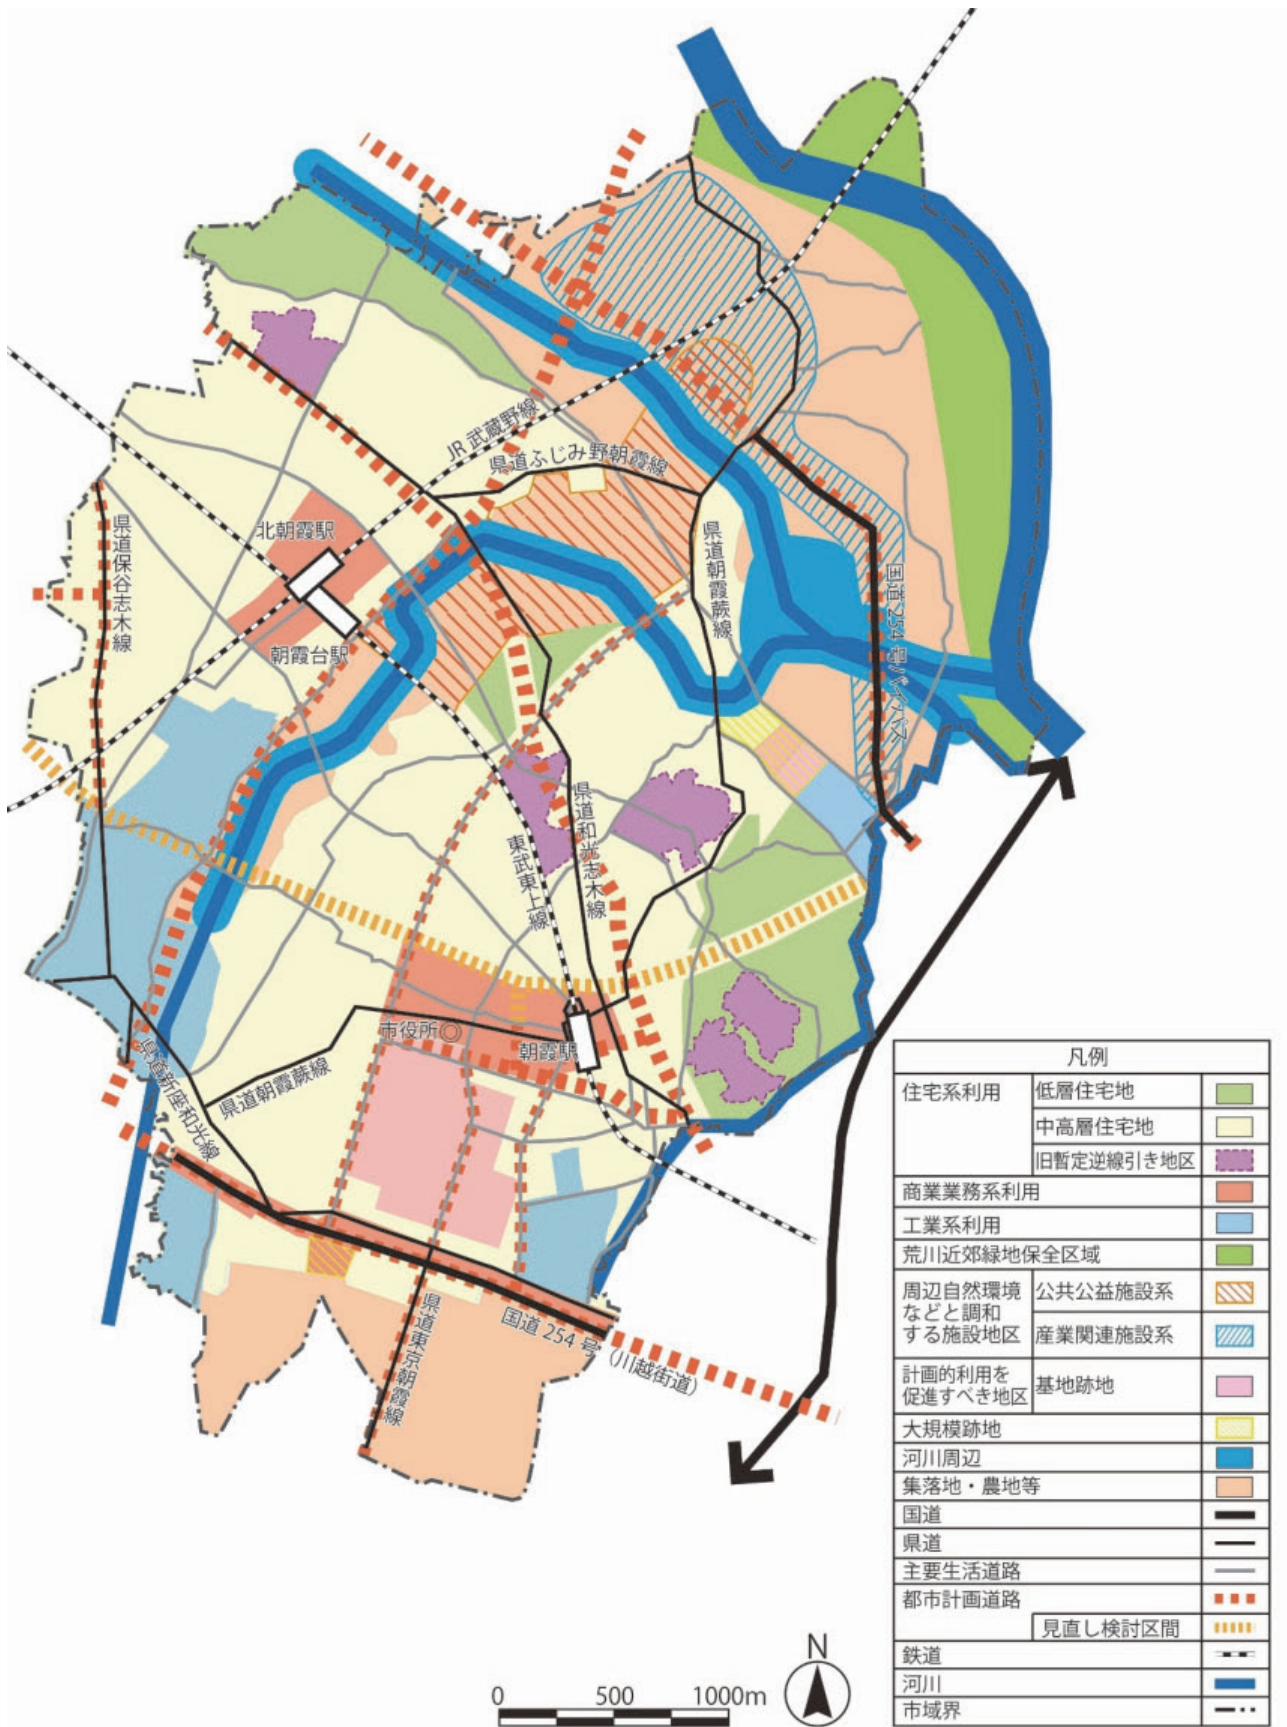 JR 武蔵野線
県道ふじみ野朝霞線
北朝霞駅
県道保谷志木線
県道朝霞蕨線
国道254号バイパス
朝霞台駅
県道和光志木線
東武東上線
市役所◎
朝霞駅
県道新座和光線
県道朝霞蕨線
国道 254 号（川越街道）
県道東京朝霞線
凡例
住宅系利用
低層住宅地
中高層住宅地
旧暫定逆線引き地区
商業業務系利用
工業系利用
荒川近郊緑地保全区域
周辺自然環境
などと調和
する施設地区
公共公益施設系
産業関連施設系
計画的利用を
促進すべき地区
基地跡地
大規模跡地
河川周辺
集落地・農地等
国道
県道
主要生活道路
都市計画道路
見直し検討区間
鉄道
河川
市域界
N
0 500 1000m